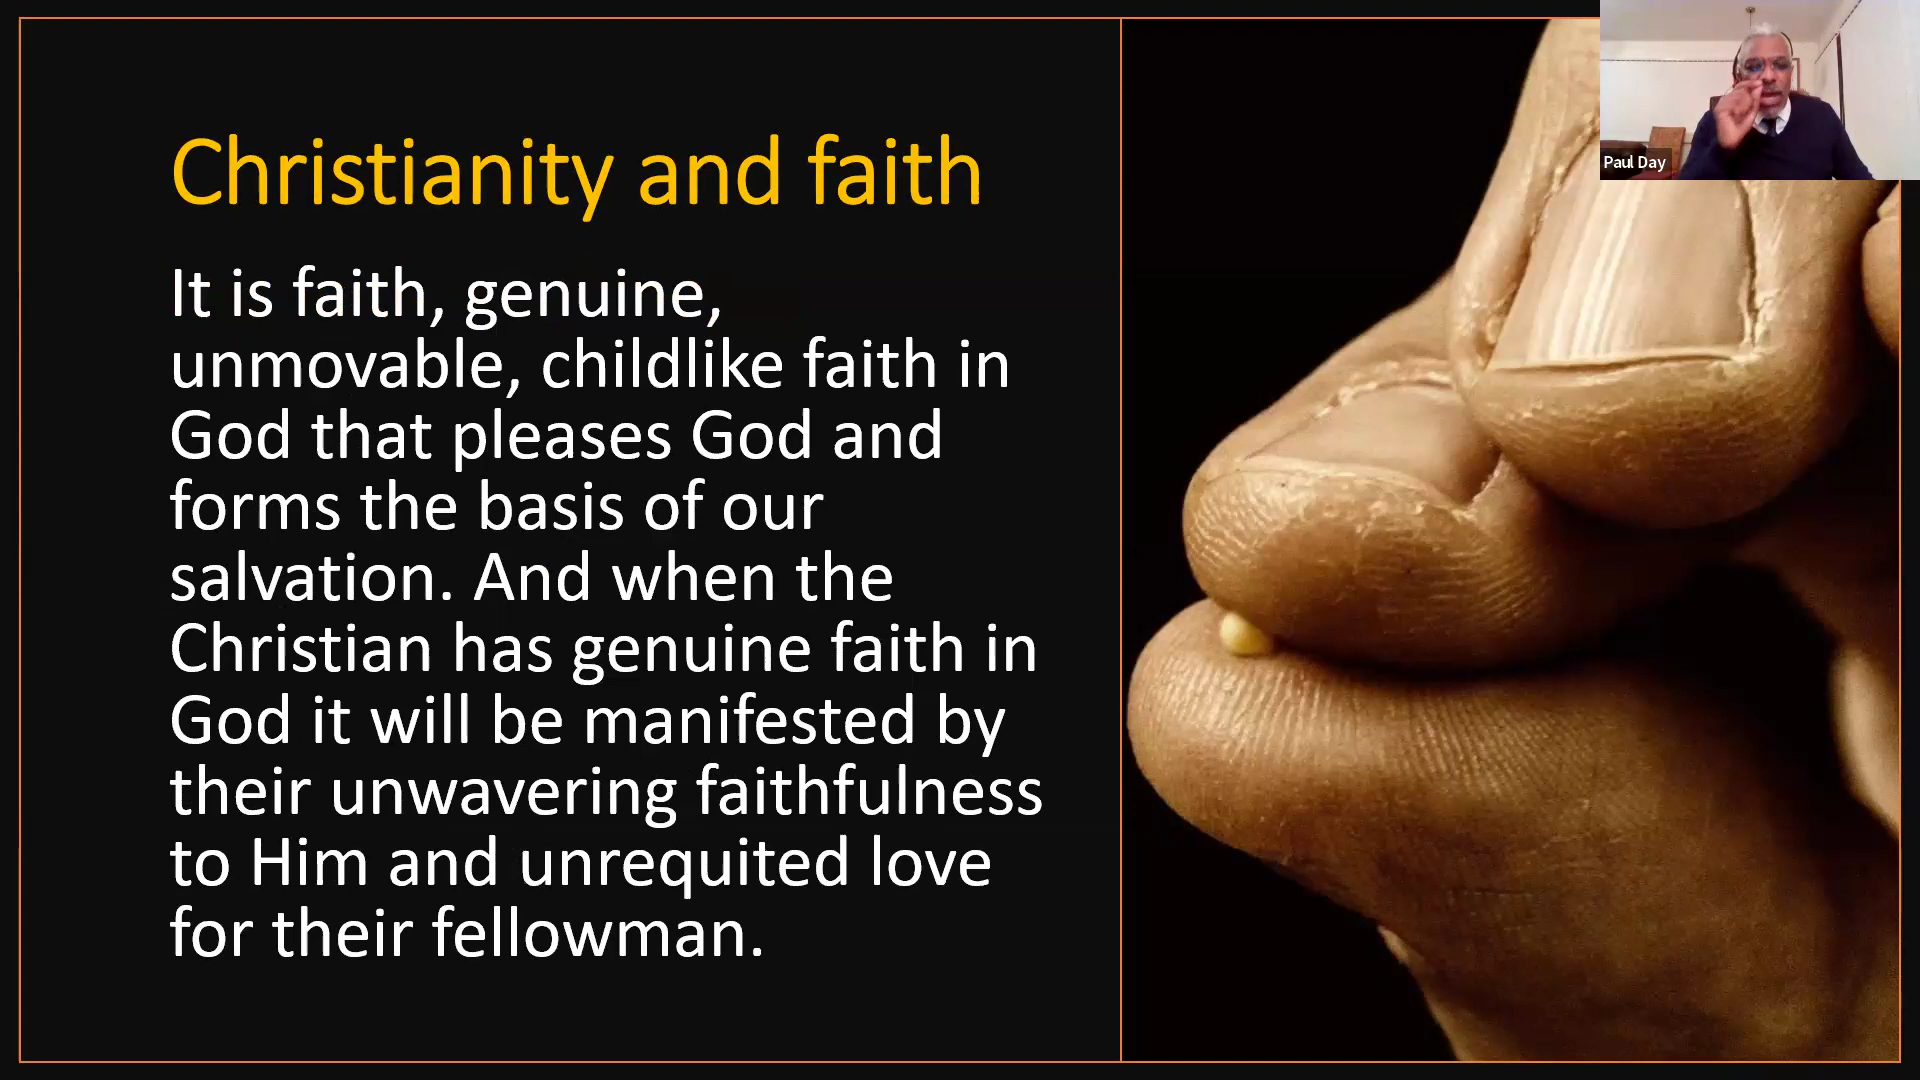 Christianity and faith
It is faith, genuine,
unmovable, childlike faith in
God that pleases God and
forms the basis of our
salvation. And when the
Christian has genuine faith in
God it will be manifested by
their unwavering faithfulness
to Him and unrequited love
for their fellowman.
Paul Day